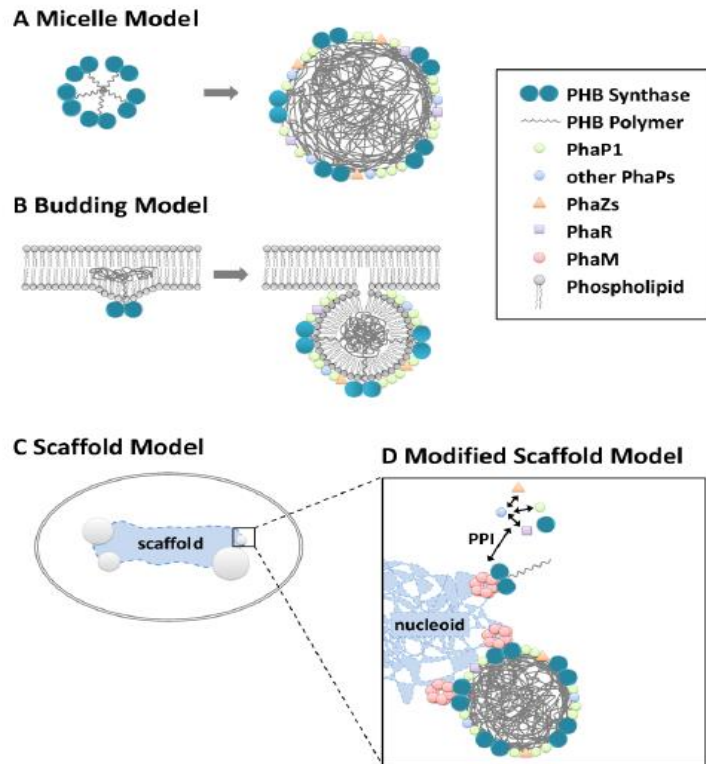 A Micelle Model
PHB Synthase
PHB Polymer
PhaP1
other PhaPs
PhaZs
PhaR
PhaM
Phospholipid
B Budding Model
C Scaffold Model
scaffold
D Modified Scaffold Model
PPI
nucleoid